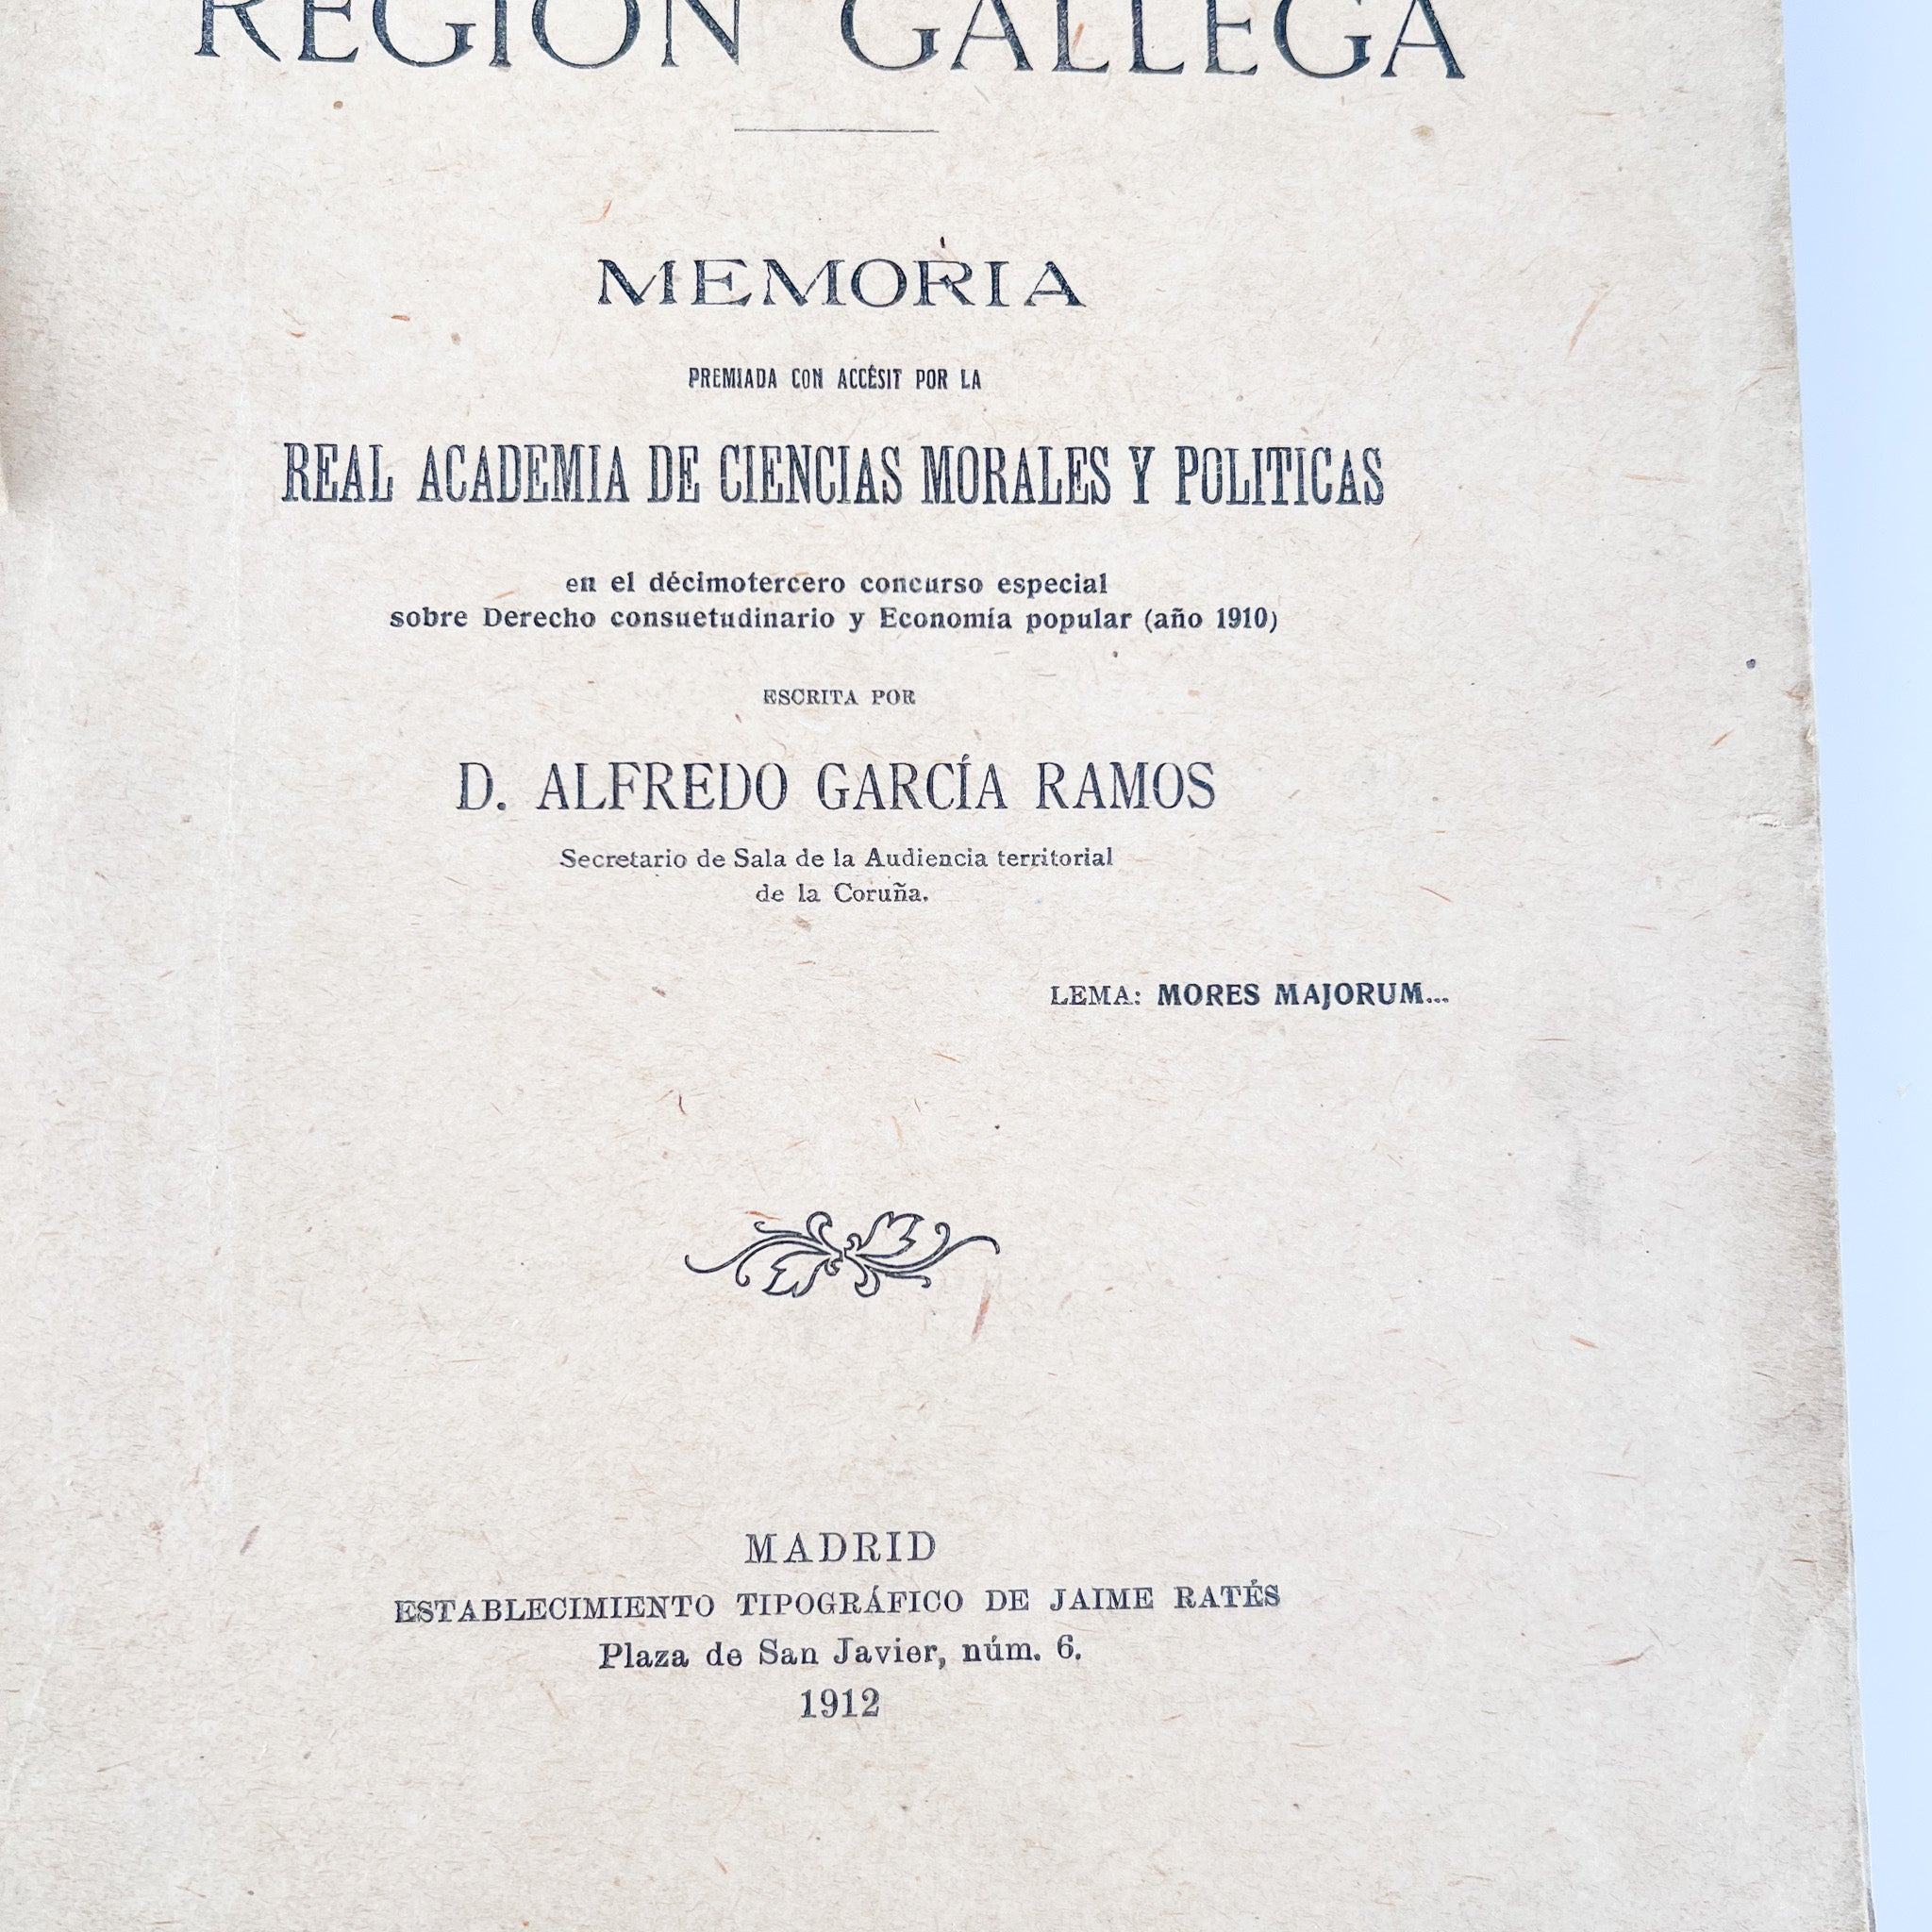 REGIÓN GALLEGA
MEMORIA
PREMIADA CON ACCÉSIT POR LA
REAL ACADEMIA DE CIENCIAS MORALES Y POLITICAS
en el décimotercero concurso especial
sobre Derecho consuetudinario y Economía popular (año 1910)
ESCRITA POR
D. ALFREDO GARCÍA RAMOS
Secretario de Sala de la Audiencia territorial
de la Coruña.
LEMA: MORES MAJORUM...
MADRID
ESTABLECIMIENTO TIPOGRÁFICO DE JAIME RATÉS
Plaza de San Javier, núm. 6.
1912